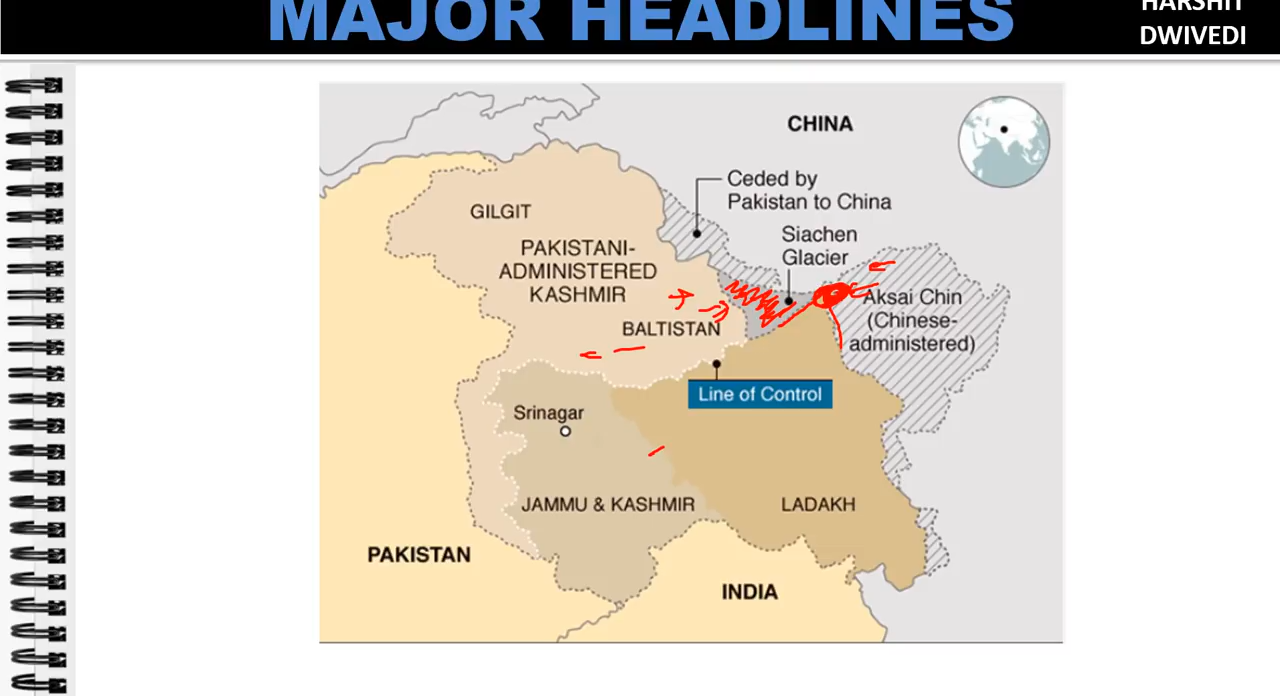 MAJOR HEADLINES
HARSHIT
DWIVEDI
CHINA
Ceded by
Pakistan to China
Siachen
Glacier
GILGIT
PAKISTANI-
ADMINISTERED
KASHMIR
BALTISTAN
Aksai Chin
(Chinese-
administered)
Line of Control
Srinagar
JAMMU & KASHMIR
LADAKH
PAKISTAN
INDIA